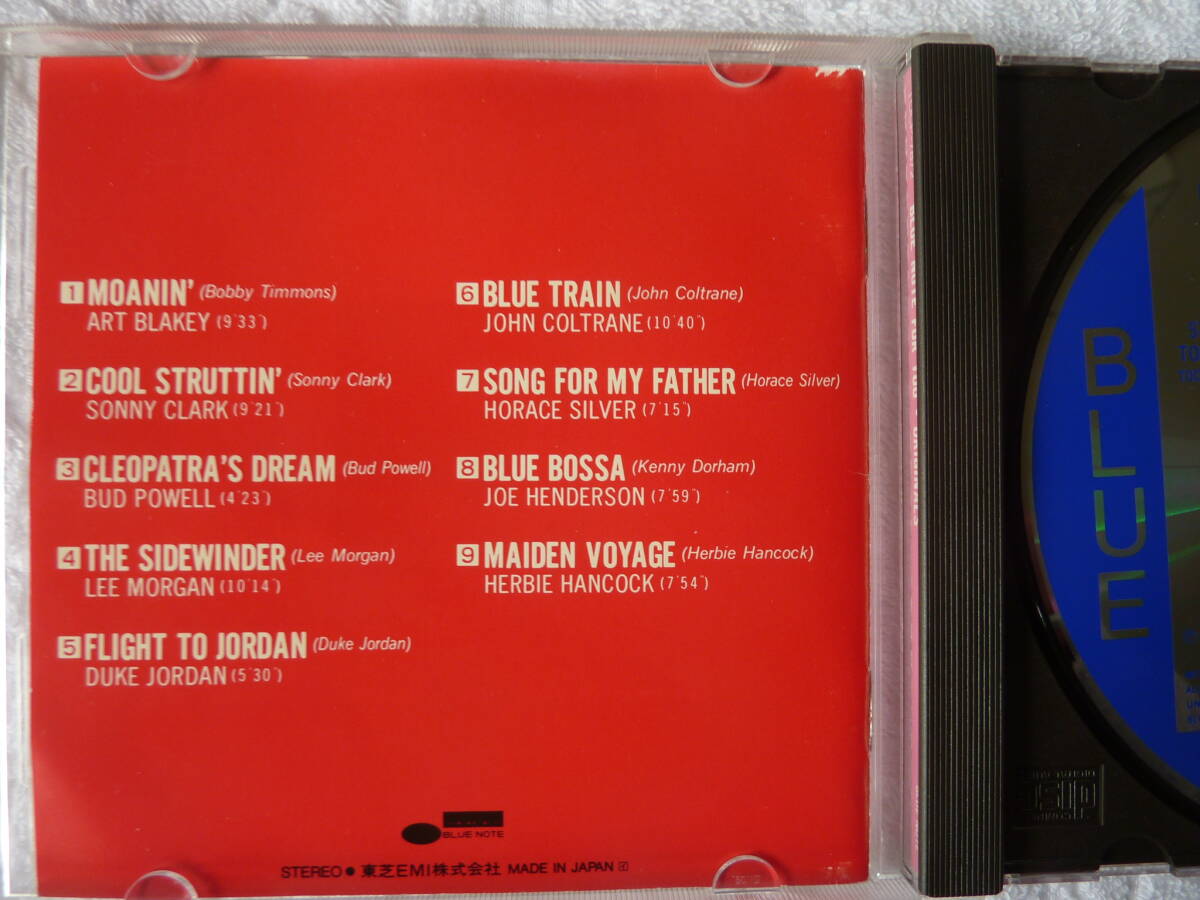 1 MOANIN' (Bobby Timmons)
ART BLAKEY (9'33")
2 COOL STRUTTIN' (Sonny Clark)
SONNY CLARK (9'21")
3 CLEOPATRA'S DREAM (Bud Powell)
BUD POWELL (4'23")
4 THE SIDEWINDER (Lee Morgan)
LEE MORGAN (10'14")
5 FLIGHT TO JORDAN (Duke Jordan)
DUKE JORDAN (5'30")
6 BLUE TRAIN (John Coltrane)
JOHN COLTRANE (10'40")
7 SONG FOR MY FATHER (Horace Silver)
HORACE SILVER (7'15")
8 BLUE BOSSA (Kenny Dorham)
JOE HENDERSON (7'59")
9 MAIDEN VOYAGE (Herbie Hancock)
HERBIE HANCOCK (7'54")
BLUE NOTE
STEREO ● 東芝EMI株式会社 MADE IN JAPAN
BLUE NOTE FOR YOU
BLUE
disc